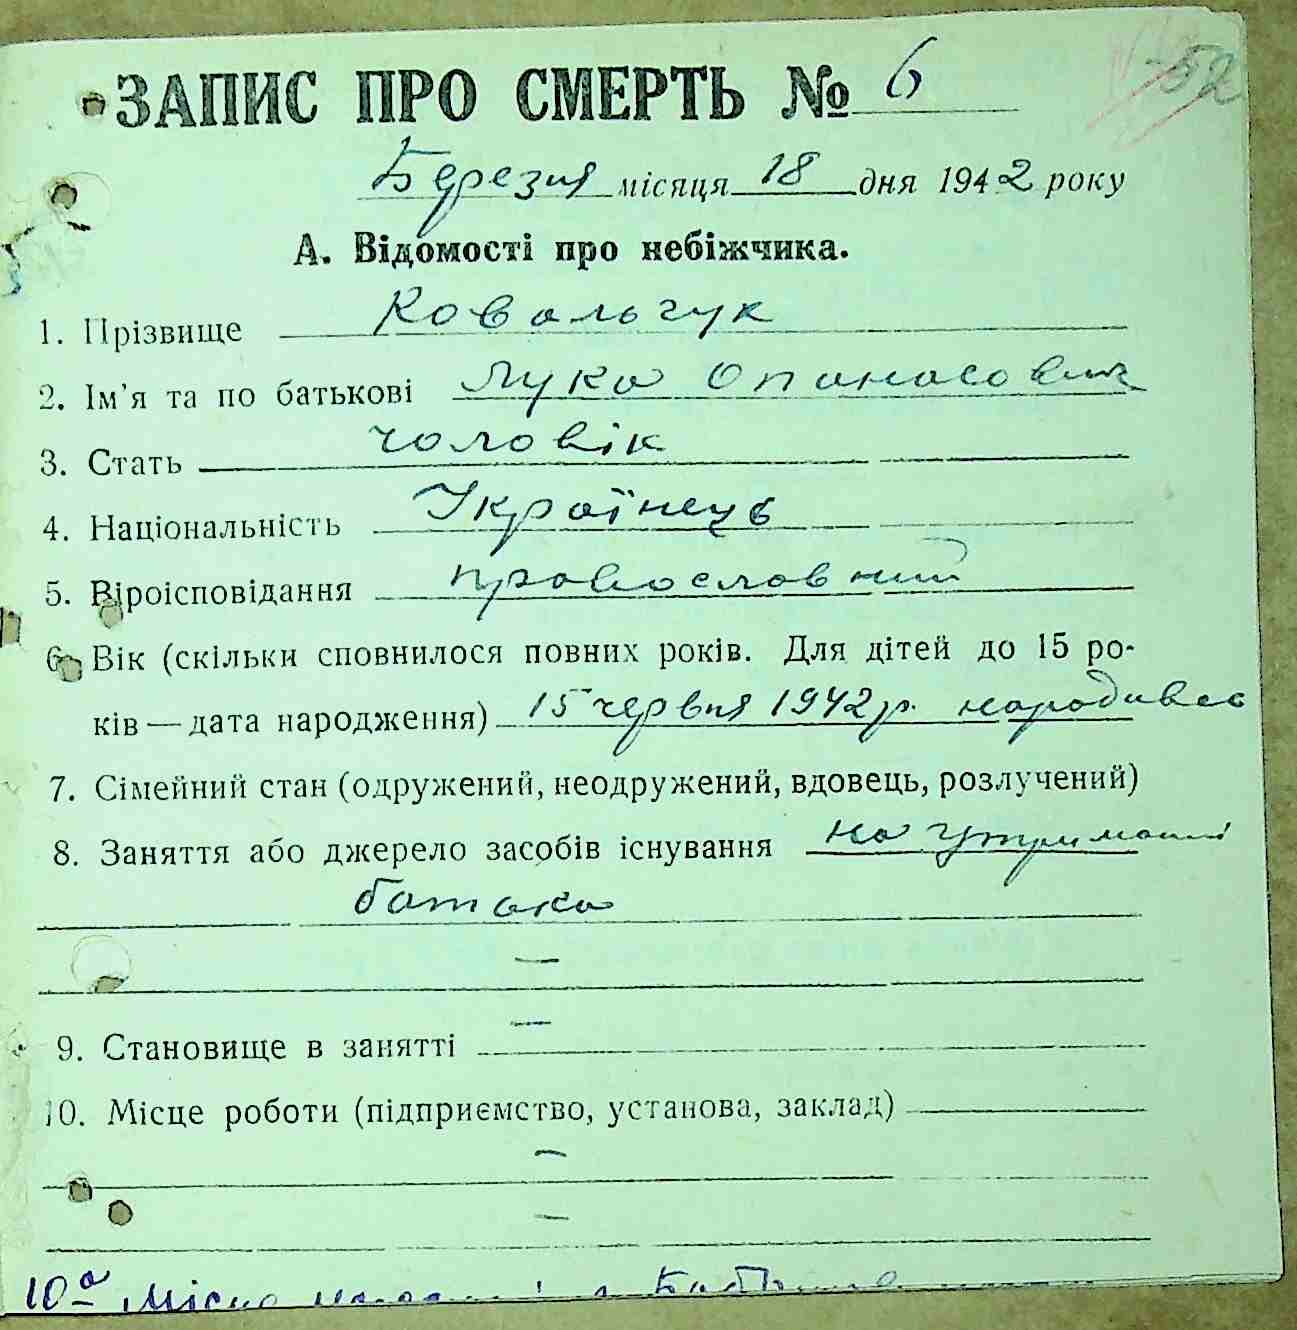 52
ЗАПИС ПРО СМЕРТЬ № 6
Березня місяця 18 дня 1942 року
А. Відомості про небіжчика.
1. Прізвище Ковальчук
2. Ім’я та по батькові Лука Опанасович
3. Стать чоловік
4. Національність Українець
5. Віроісповідання православний
6. Вік (скільки сповнилося повних років. Для дітей до 15 ро-
ків — дата народження) 15 червня 1942 р. народився
7. Сімейний стан (одружений, неодружений, вдовець, розлучений)
8. Заняття або джерело засобів існування на утриманні
батька
—
9. Становище в занятті —
10. Місце роботи (підприємство, установа, заклад)
—
—
10а Місце